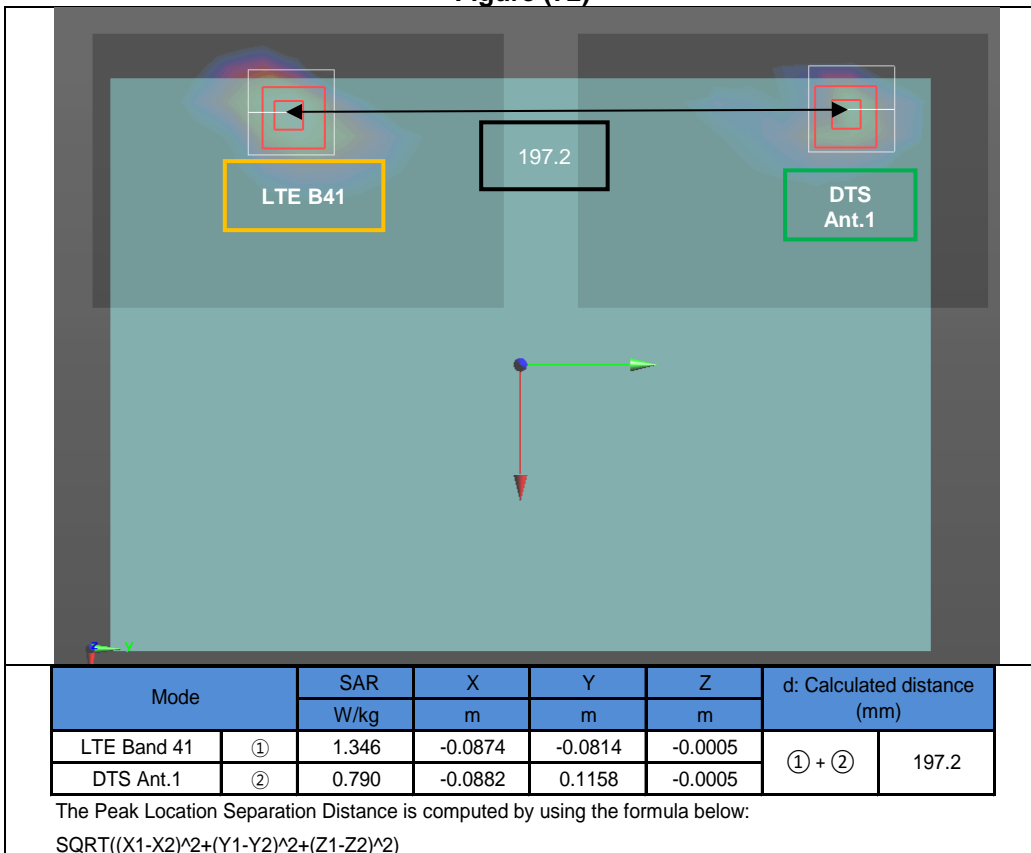 197.2
LTE B41
DTS
Ant.1
Z
Y
Mode SAR X Y Z d: Calculated distance (mm)
W/kg m m m
LTE Band 41 ① 1.346 -0.0874 -0.0814 -0.0005 ① + ② 197.2
DTS Ant.1 ② 0.790 -0.0882 0.1158 -0.0005
The Peak Location Separation Distance is computed by using the formula below:
SQRT((X1-X2)^2+(Y1-Y2)^2+(Z1-Z2)^2)